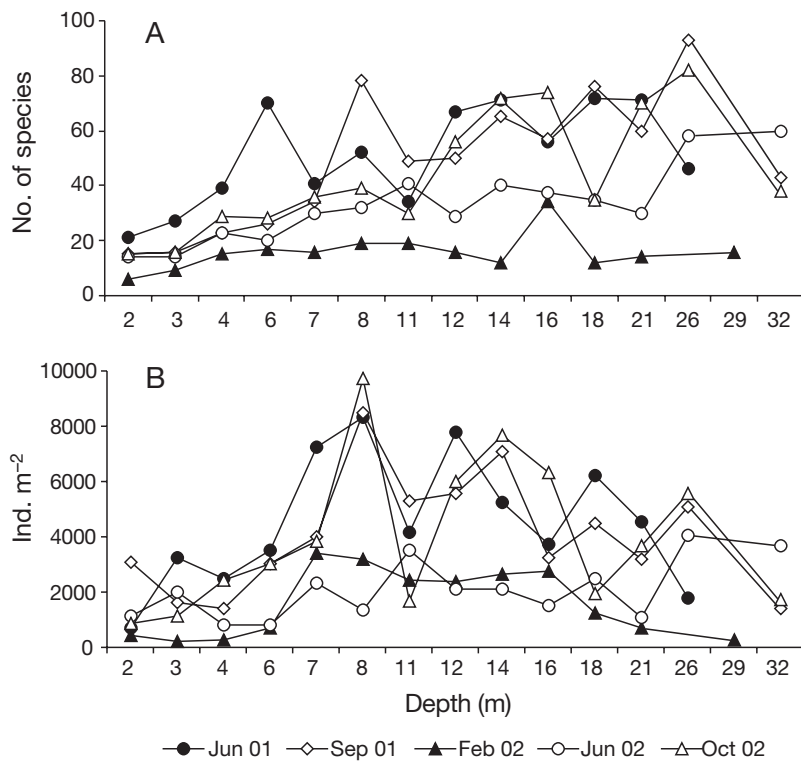 A
No. of species
100
80
60
40
20
0
2 3 4 6 7 8 11 12 14 16 18 21 26 29 32
B
Ind. m⁻²
10000
8000
6000
4000
2000
0
2 3 4 6 7 8 11 12 14 16 18 21 26 29 32
Depth (m)
Jun 01 Sep 01 Feb 02 Jun 02 Oct 02